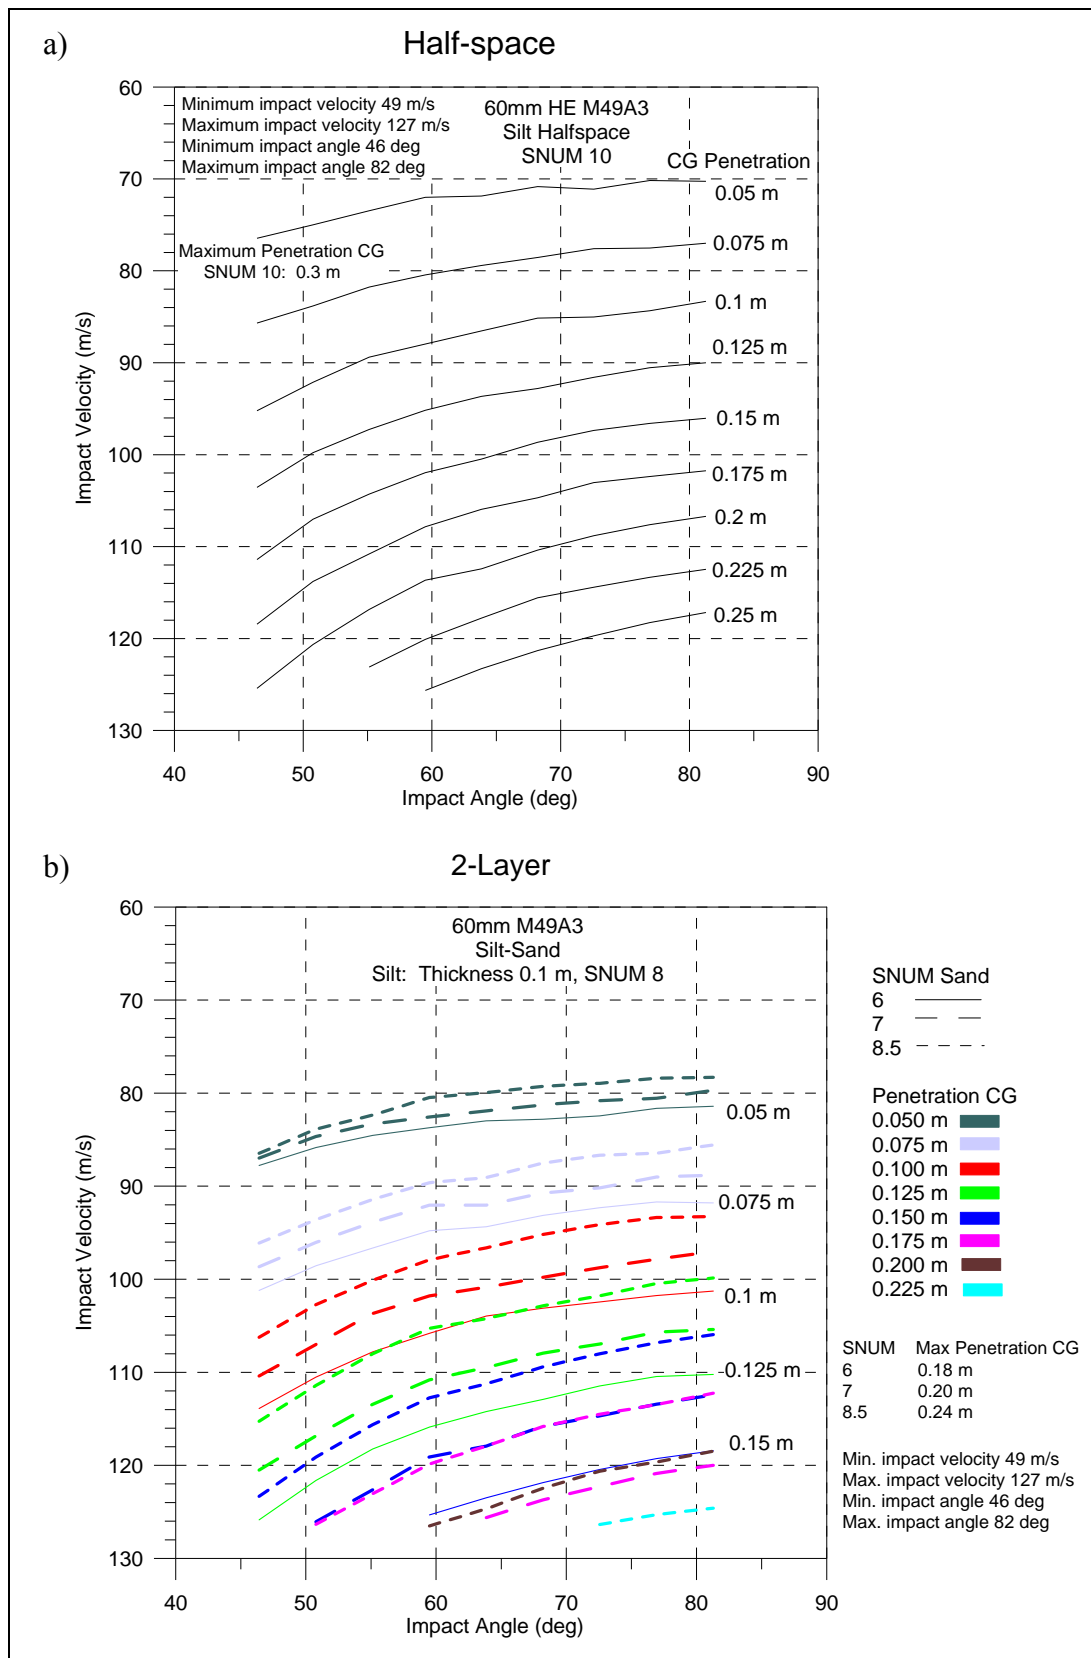 a)
Half-space
60
70
80
90
100
110
120
130
Impact Velocity (m/s)
Minimum impact velocity 49 m/s
Maximum impact velocity 127 m/s
Minimum impact angle 46 deg
Maximum impact angle 82 deg
60mm HE M49A3
Silt Halfspace
SNUM 10
CG Penetration
0.05 m
0.075 m
Maximum Penetration CG
SNUM 10: 0.3 m
0.1 m
0.125 m
0.15 m
0.175 m
0.2 m
0.225 m
0.25 m
40
50
60
70
80
90
Impact Angle (deg)
b)
2-Layer
60
70
80
90
100
110
120
130
Impact Velocity (m/s)
60mm M49A3
Silt-Sand
Silt: Thickness 0.1 m, SNUM 8
0.05 m
0.075 m
0.1 m
0.125 m
0.15 m
40
50
60
70
80
90
Impact Angle (deg)
SNUM Sand
6
7
8.5
Penetration CG
0.050 m
0.075 m
0.100 m
0.125 m
0.150 m
0.175 m
0.200 m
0.225 m
SNUM Max Penetration CG
6 0.18 m
7 0.20 m
8.5 0.24 m
Min. impact velocity 49 m/s
Max. impact velocity 127 m/s
Min. impact angle 46 deg
Max. impact angle 82 deg